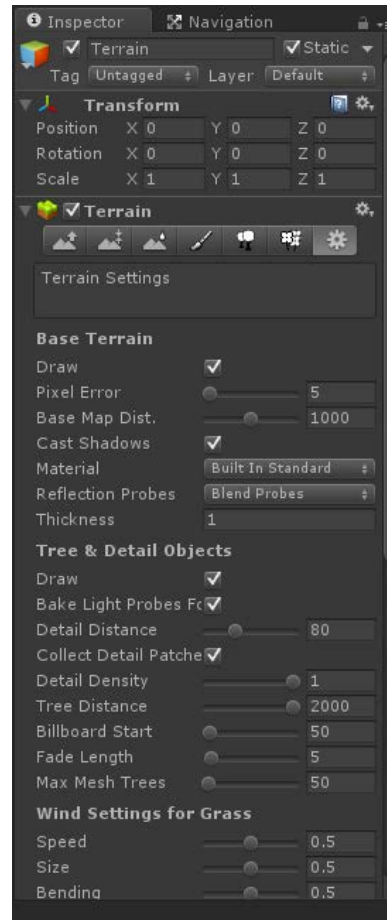 Inspector Navigation
Terrain Static
Tag Untagged Layer Default
Transform
Position X 0 Y 0 Z 0
Rotation X 0 Y 0 Z 0
Scale X 1 Y 1 Z 1
Terrain
Terrain Settings
Base Terrain
Draw
Pixel Error 5
Base Map Dist. 1000
Cast Shadows
Material Built In Standard
Reflection Probes Blend Probes
Thickness 1
Tree & Detail Objects
Draw
Bake Light Probes Fo
Detail Distance 80
Collect Detail Patche
Detail Density 1
Tree Distance 2000
Billboard Start 50
Fade Length 5
Max Mesh Trees 50
Wind Settings for Grass
Speed 0.5
Size 0.5
Bending 0.5